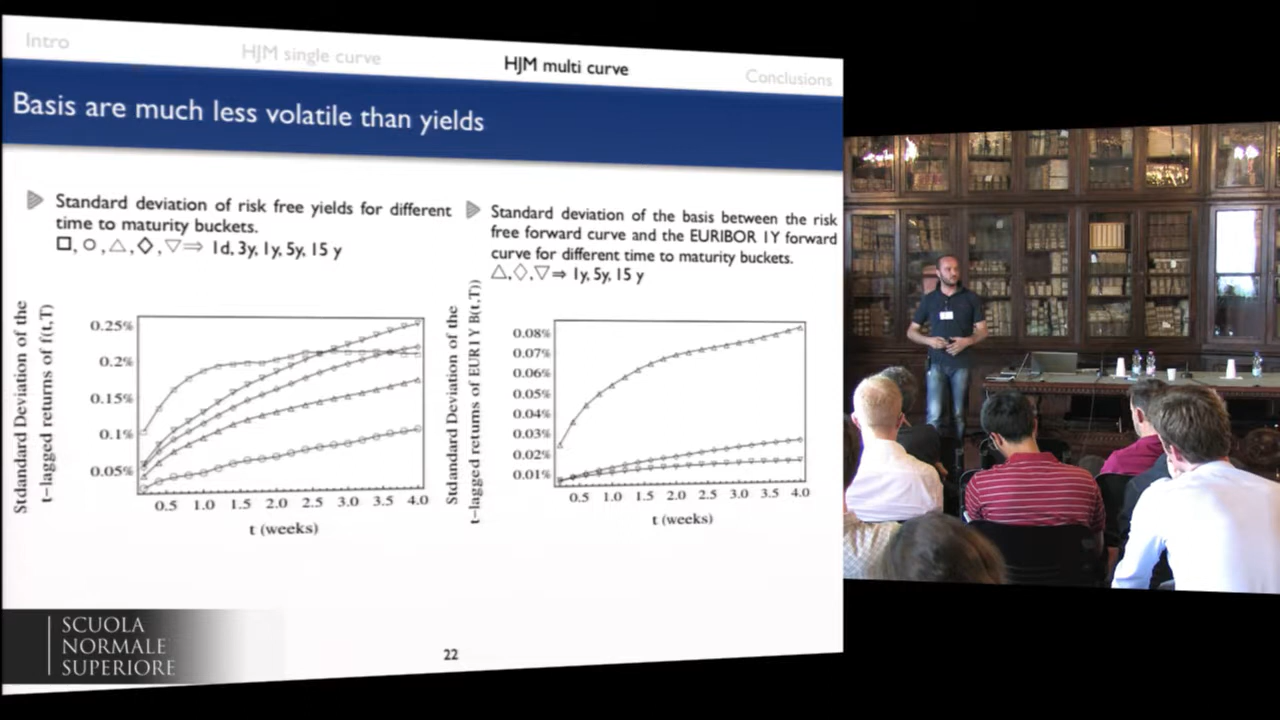 Intro
HJM single curve
HJM multi curve
Conclusions
Basis are much less volatile than yields
Standard deviation of risk free yields for different
time to maturity buckets.
□, ○, △, ◇, ▽ ⇒ 1d, 3y, 1y, 5y, 15 y
Standard deviation of the basis between the risk
free forward curve and the EURIBOR 1Y forward
curve for different time to maturity buckets.
△, ◇, ▽ ⇒ 1y, 5y, 15 y
Stdandard Deviation of the
t-lagged returns of f(t,T)
0.25%
0.2%
0.15%
0.1%
0.05%
0.5 1.0 1.5 2.0 2.5 3.0 3.5 4.0
t (weeks)
Stdandard Deviation of the
t-lagged returns of EUR1Y B(t,T))
0.08%
0.07%
0.06%
0.05%
0.04%
0.03%
0.02%
0.01%
0.5 1.0 1.5 2.0 2.5 3.0 3.5 4.0
t (weeks)
SCUOLA
NORMALE
SUPERIORE
22